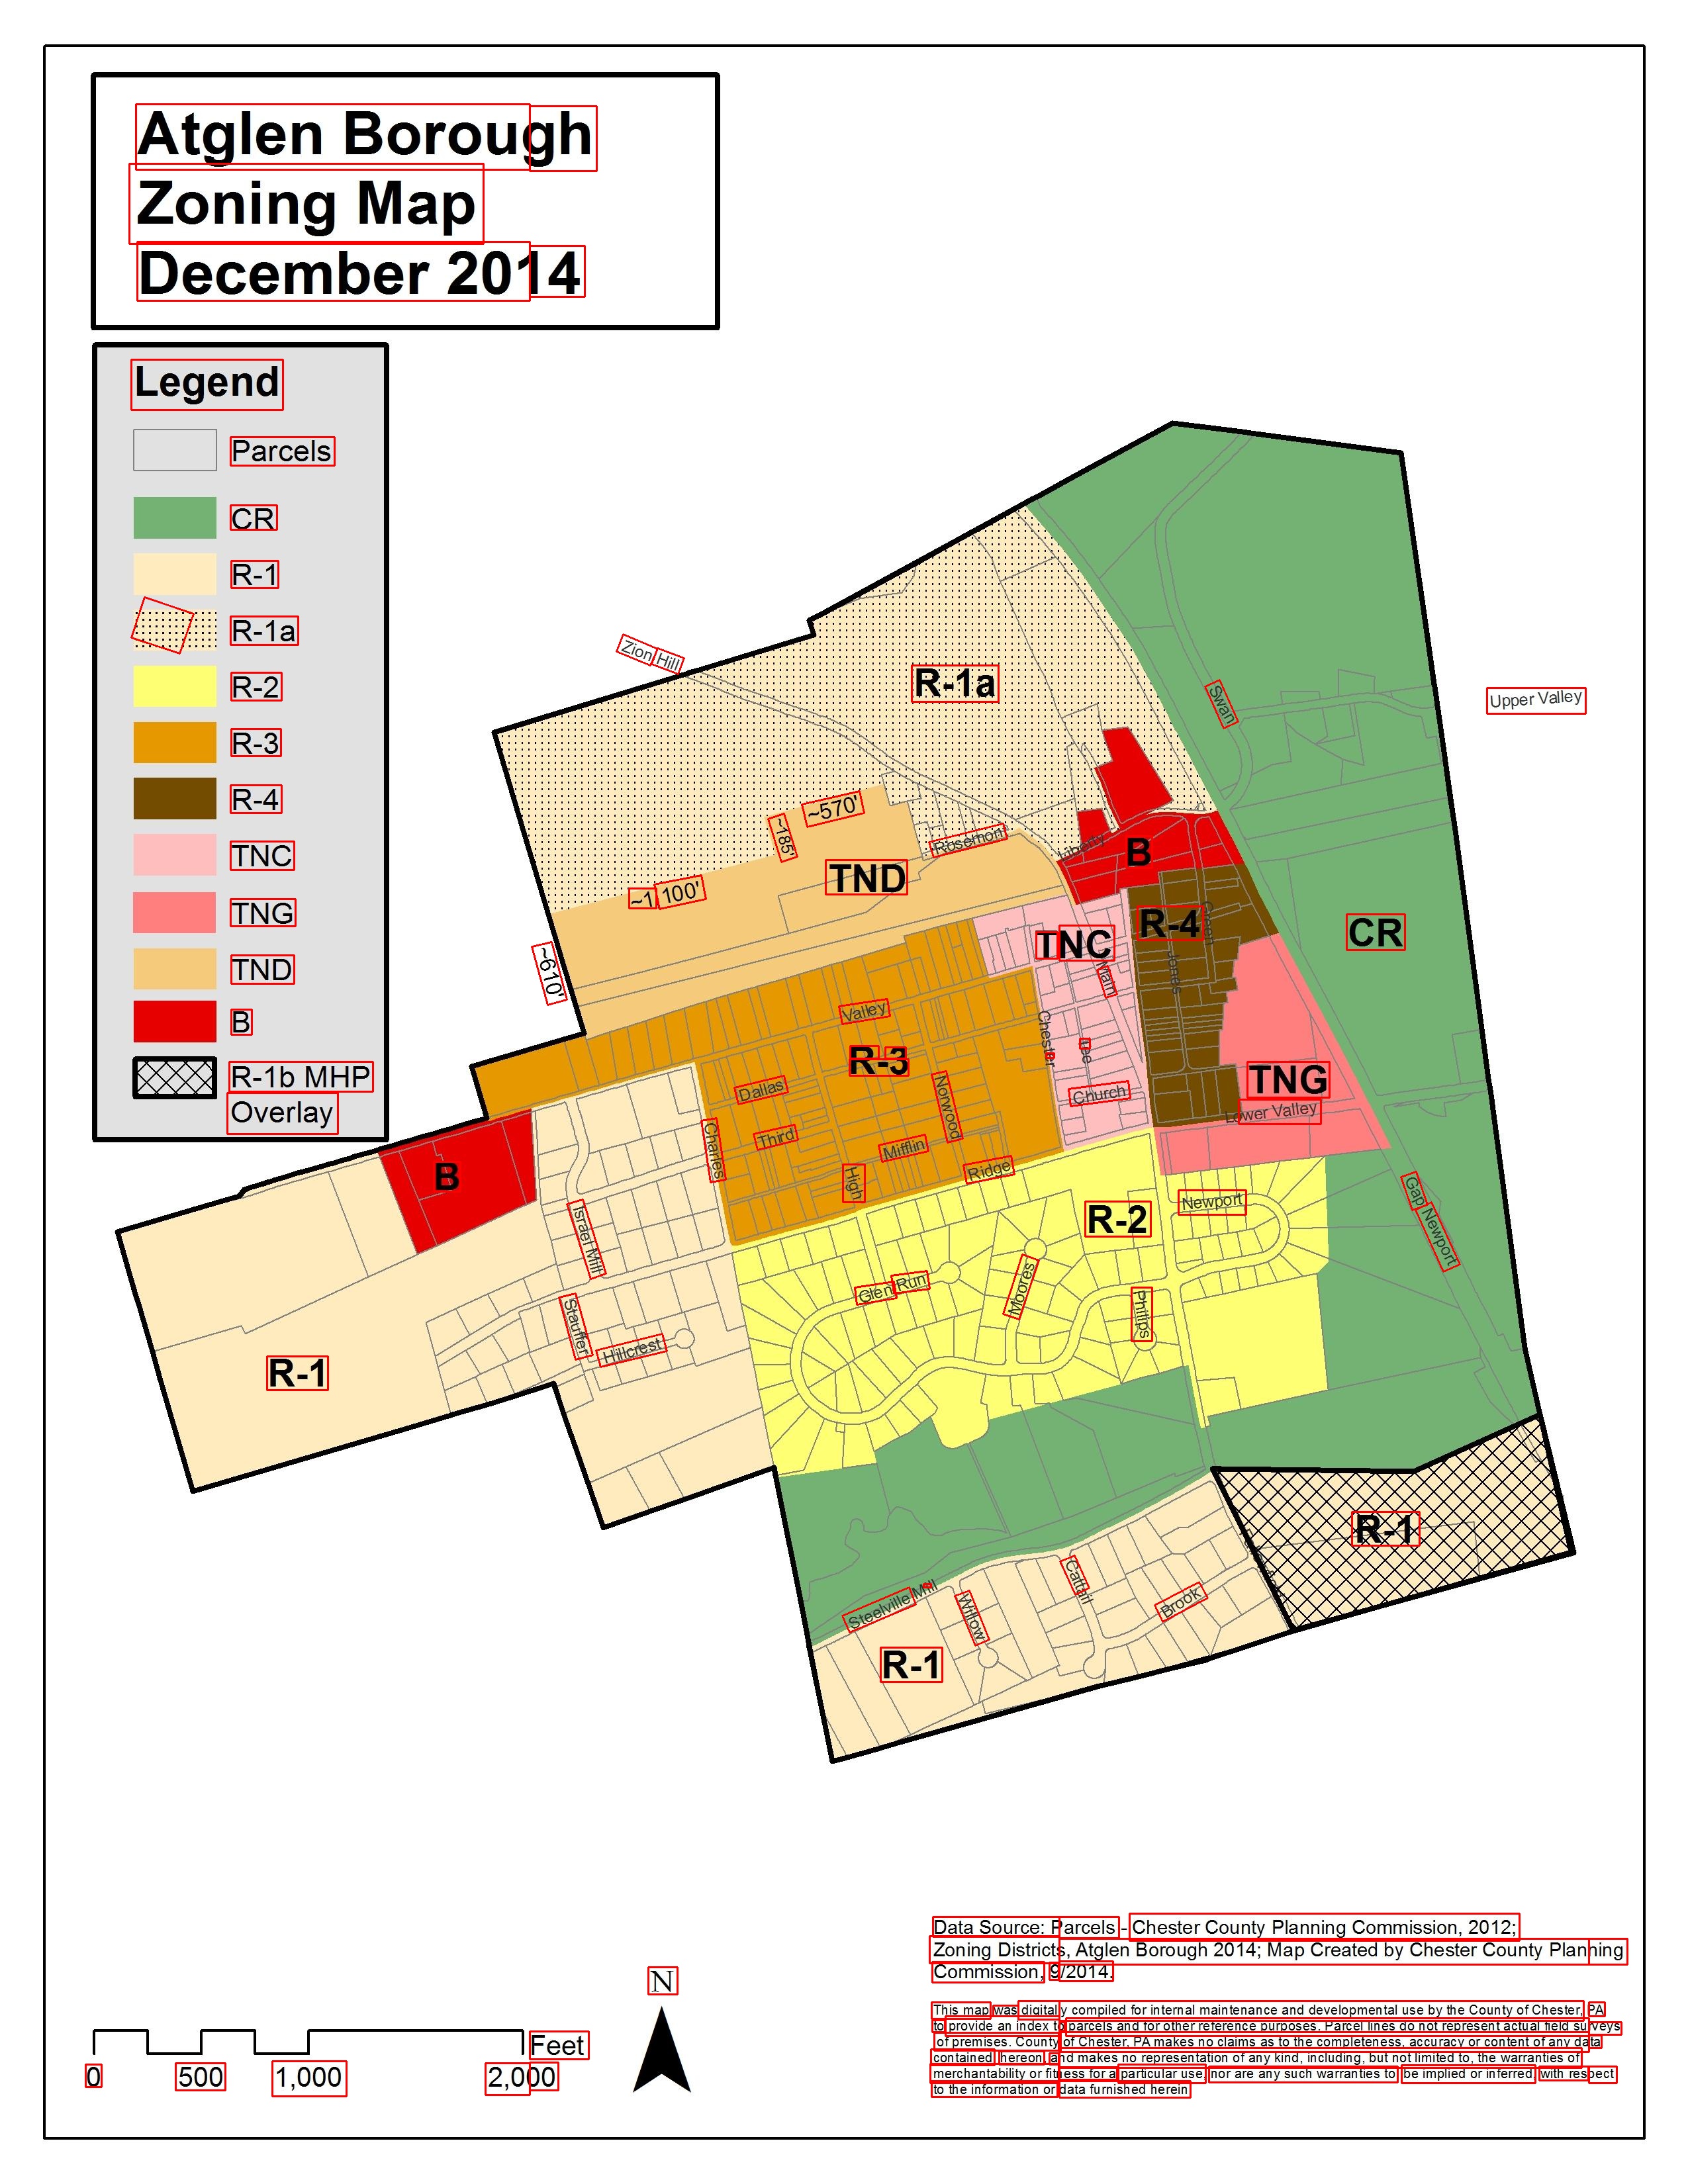 Atglen Borough
Zoning Map
December 2014
Legend
Parcels
CR
R-1
R-1a
R-2
R-3
R-4
TNC
TNG
TND
B
R-1b MHP
Overlay
Zion Hill
R-1a
Swan
Upper Valley
~570'
~185'
Rosemont
Liberty
B
TND
~1 100'
R-4
Green
CR
TNC
Main
Jones
~610'
Valley
Chester
Lee
R-3
Dallas
Norwood
Church
TNG
Lower Valley
Charles
Third
Mifflin
Ridge
High
B
Newport
R-2
Gap Newport
Israel Mill
Glen Run
Moores
Phillips
Stauffer
Hillcrest
R-1
R-1
Steelville Mill
Willow
Cattail
Brook
R-1
Data Source: Parcels - Chester County Planning Commission, 2012;
Zoning Districts, Atglen Borough 2014; Map Created by Chester County Planning
Commission, 9/2014.
This map was digitally compiled for internal maintenance and developmental use by the County of Chester, PA
to provide an index to parcels and for other reference purposes. Parcel lines do not represent actual field surveys
of premises. County of Chester, PA makes no claims as to the completeness, accuracy or content of any data
contained hereon, and makes no representation of any kind, including, but not limited to, the warranties of
merchantability or fitness for a particular use, nor are any such warranties to be implied or inferred, with respect
to the information or data furnished herein
N
Feet
0 500 1,000 2,000